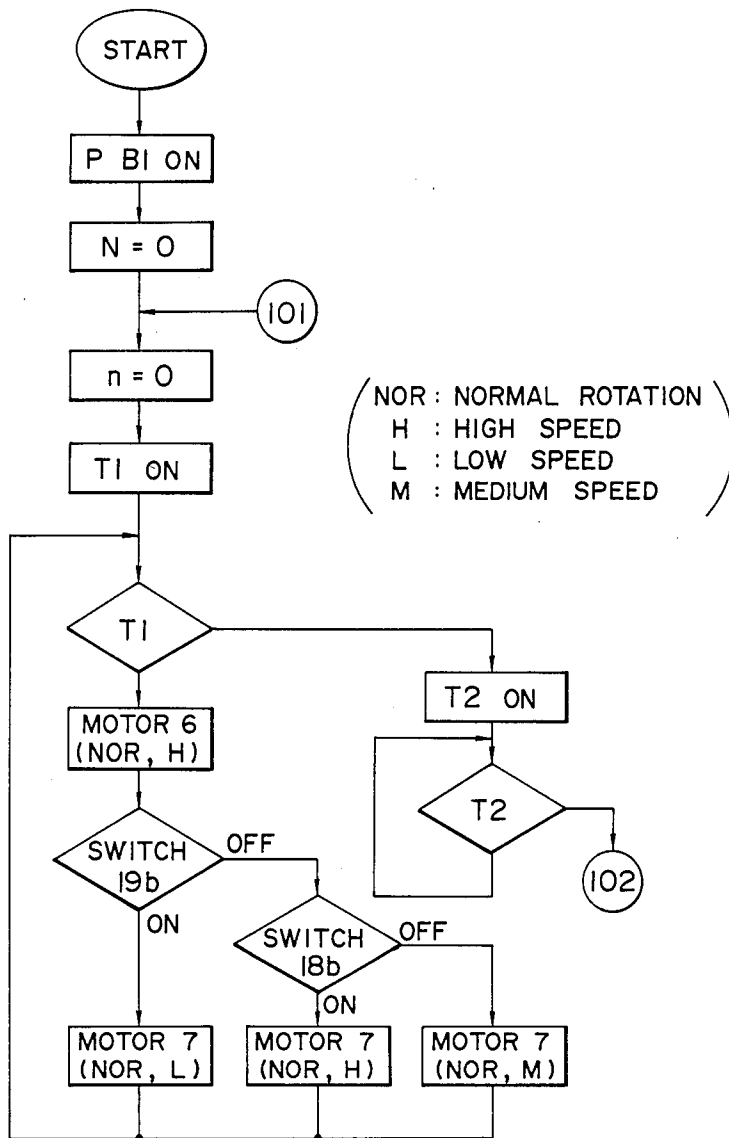 START
P B1 ON
N = 0
101
n = 0
T1 ON
NOR : NORMAL ROTATION
H : HIGH SPEED
L : LOW SPEED
M : MEDIUM SPEED
T1
T2 ON
MOTOR 6
(NOR, H)
T2
SWITCH
19b
OFF
ON
102
SWITCH
18b
OFF
ON
MOTOR 7
(NOR, L)
MOTOR 7
(NOR, H)
MOTOR 7
(NOR, M)